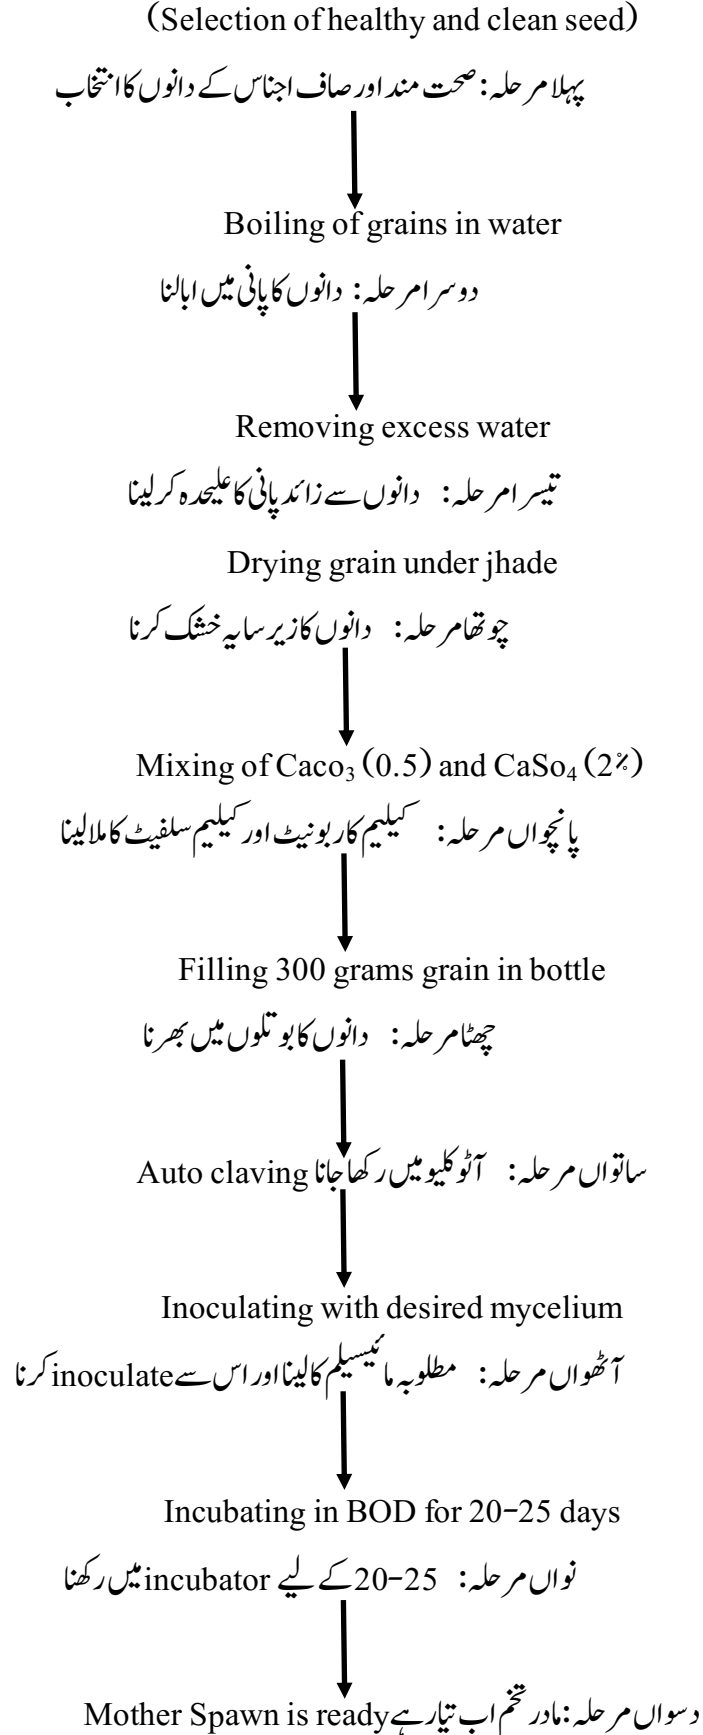 (Selection of healthy and clean seed)
پہلا مرحلہ: صحت مند اور صاف اجناس کے دانوں کا انتخاب
Boiling of grains in water
دوسرا مرحلہ: دانوں کا پانی میں ابالنا
Removing excess water
تیسرا مرحلہ: دانوں سے زائد پانی کا علیحدہ کرلینا
Drying grain under jhade
چوتھا مرحلہ: دانوں کا زیر سایہ خشک کرنا
Mixing of Caco₃ (0.5) and CaSo₄ (2%)
پانچواں مرحلہ: کیلیم کاربونیٹ اور کیلیم سلفیٹ کا ملا لینا
Filling 300 grams grain in bottle
چھٹا مرحلہ: دانوں کا بوتلوں میں بھرنا
ساتواں مرحلہ: آٹو کلیو میں رکھا جانا Auto claving
Inoculating with desired mycelium
آٹھواں مرحلہ: مطلوبہ مائیسیلیم کا لینا اور اس سے inoculate کرنا
Incubating in BOD for 20-25 days
نواں مرحلہ: 20-25 کے لیے incubator میں رکھنا
دسواں مرحلہ: مادر تخم اب تیار ہے Mother Spawn is ready